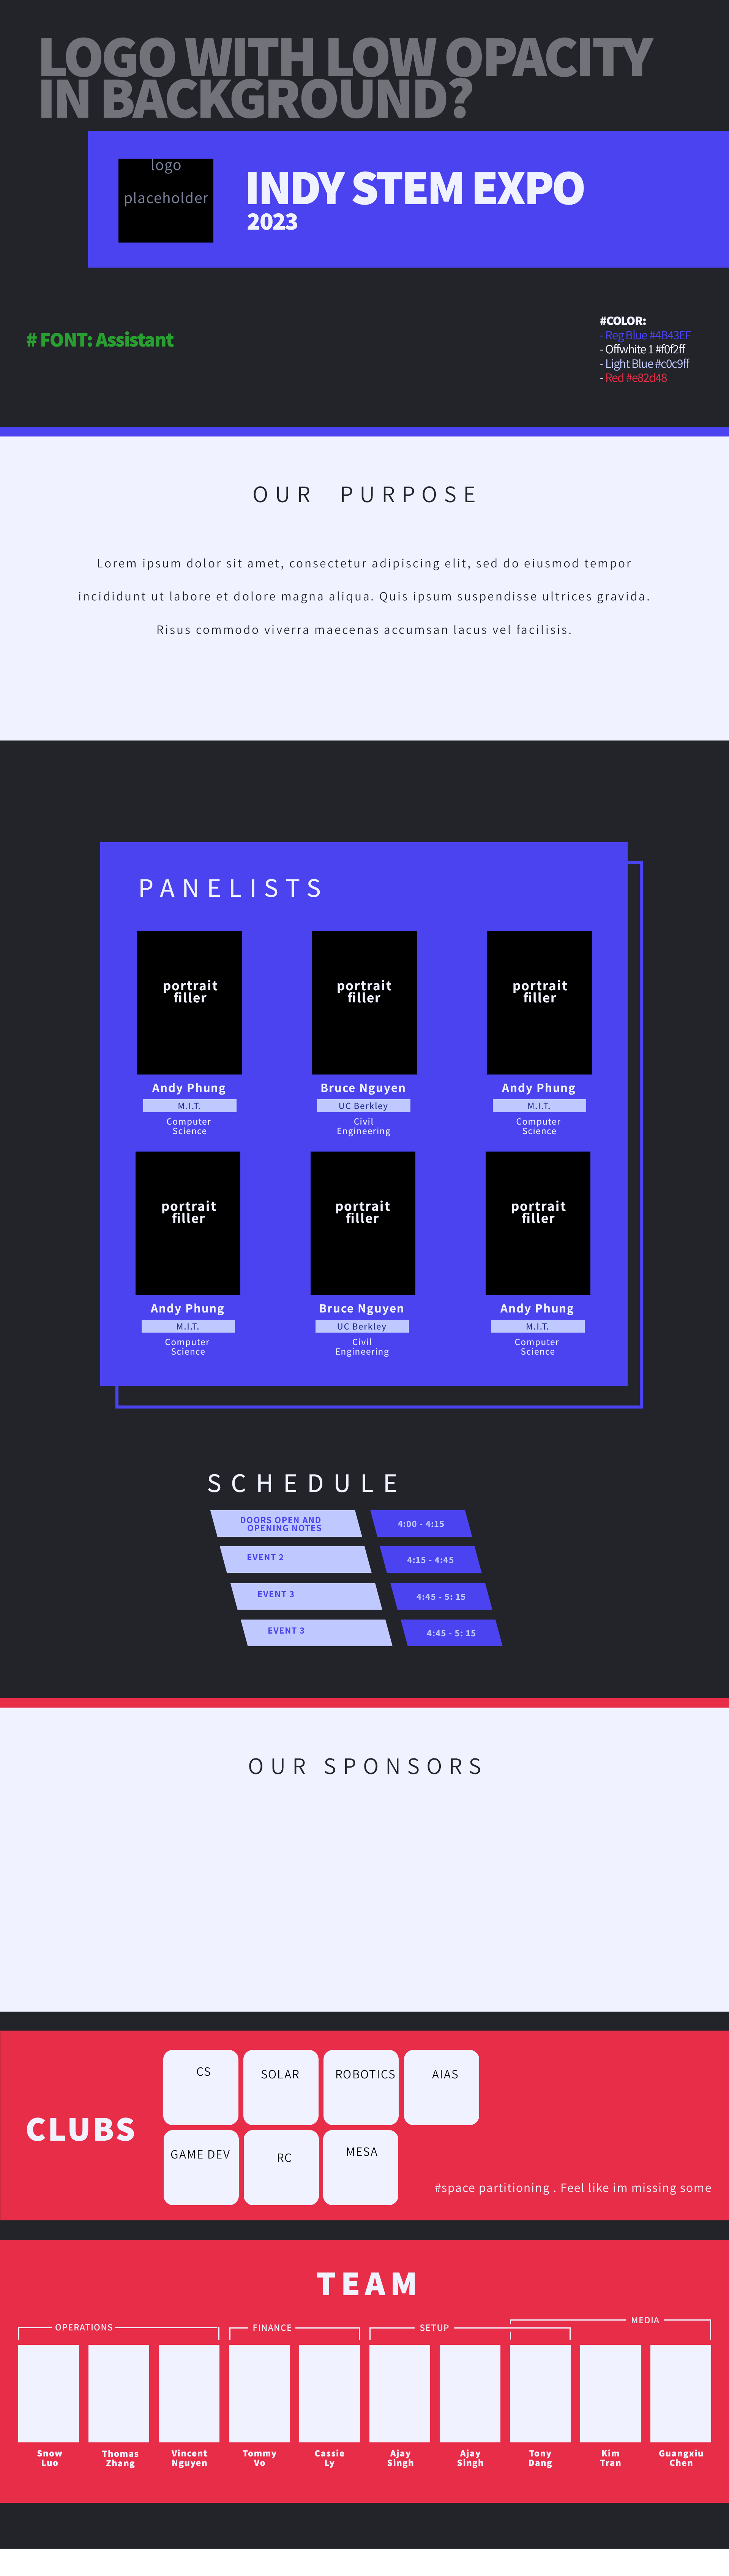 LOGO WITH LOW OPACITY
IN BACKGROUND?
logo
placeholder
INDY STEM EXPO
2023
# FONT: Assistant
#COLOR:
- Reg Blue #4B43EF
- Offwhite 1 #f0f2ff
- Light Blue #c0c9ff
- Red #e82d48
OUR PURPOSE
Lorem ipsum dolor sit amet, consectetur adipiscing elit, sed do eiusmod tempor
incididunt ut labore et dolore magna aliqua. Quis ipsum suspendisse ultrices gravida.
Risus commodo viverra maecenas accumsan lacus vel facilisis.
PANELISTS
portrait
filler
Andy Phung
M.I.T.
Computer
Science
portrait
filler
Bruce Nguyen
UC Berkley
Civil
Engineering
portrait
filler
Andy Phung
M.I.T.
Computer
Science
portrait
filler
Andy Phung
M.I.T.
Computer
Science
portrait
filler
Bruce Nguyen
UC Berkley
Civil
Engineering
portrait
filler
Andy Phung
M.I.T.
Computer
Science
SCHEDULE
DOORS OPEN AND
OPENING NOTES
4:00 - 4:15
EVENT 2
4:15 - 4:45
EVENT 3
4:45 - 5: 15
EVENT 3
4:45 - 5: 15
OUR SPONSORS
CLUBS
CS
SOLAR
ROBOTICS
AIAS
GAME DEV
RC
MESA
#space partitioning . Feel like im missing some
TEAM
OPERATIONS
FINANCE
SETUP
MEDIA
Snow
Luo
Thomas
Zhang
Vincent
Nguyen
Tommy
Vo
Cassie
Ly
Ajay
Singh
Ajay
Singh
Tony
Dang
Kim
Tran
Guangxiu
Chen